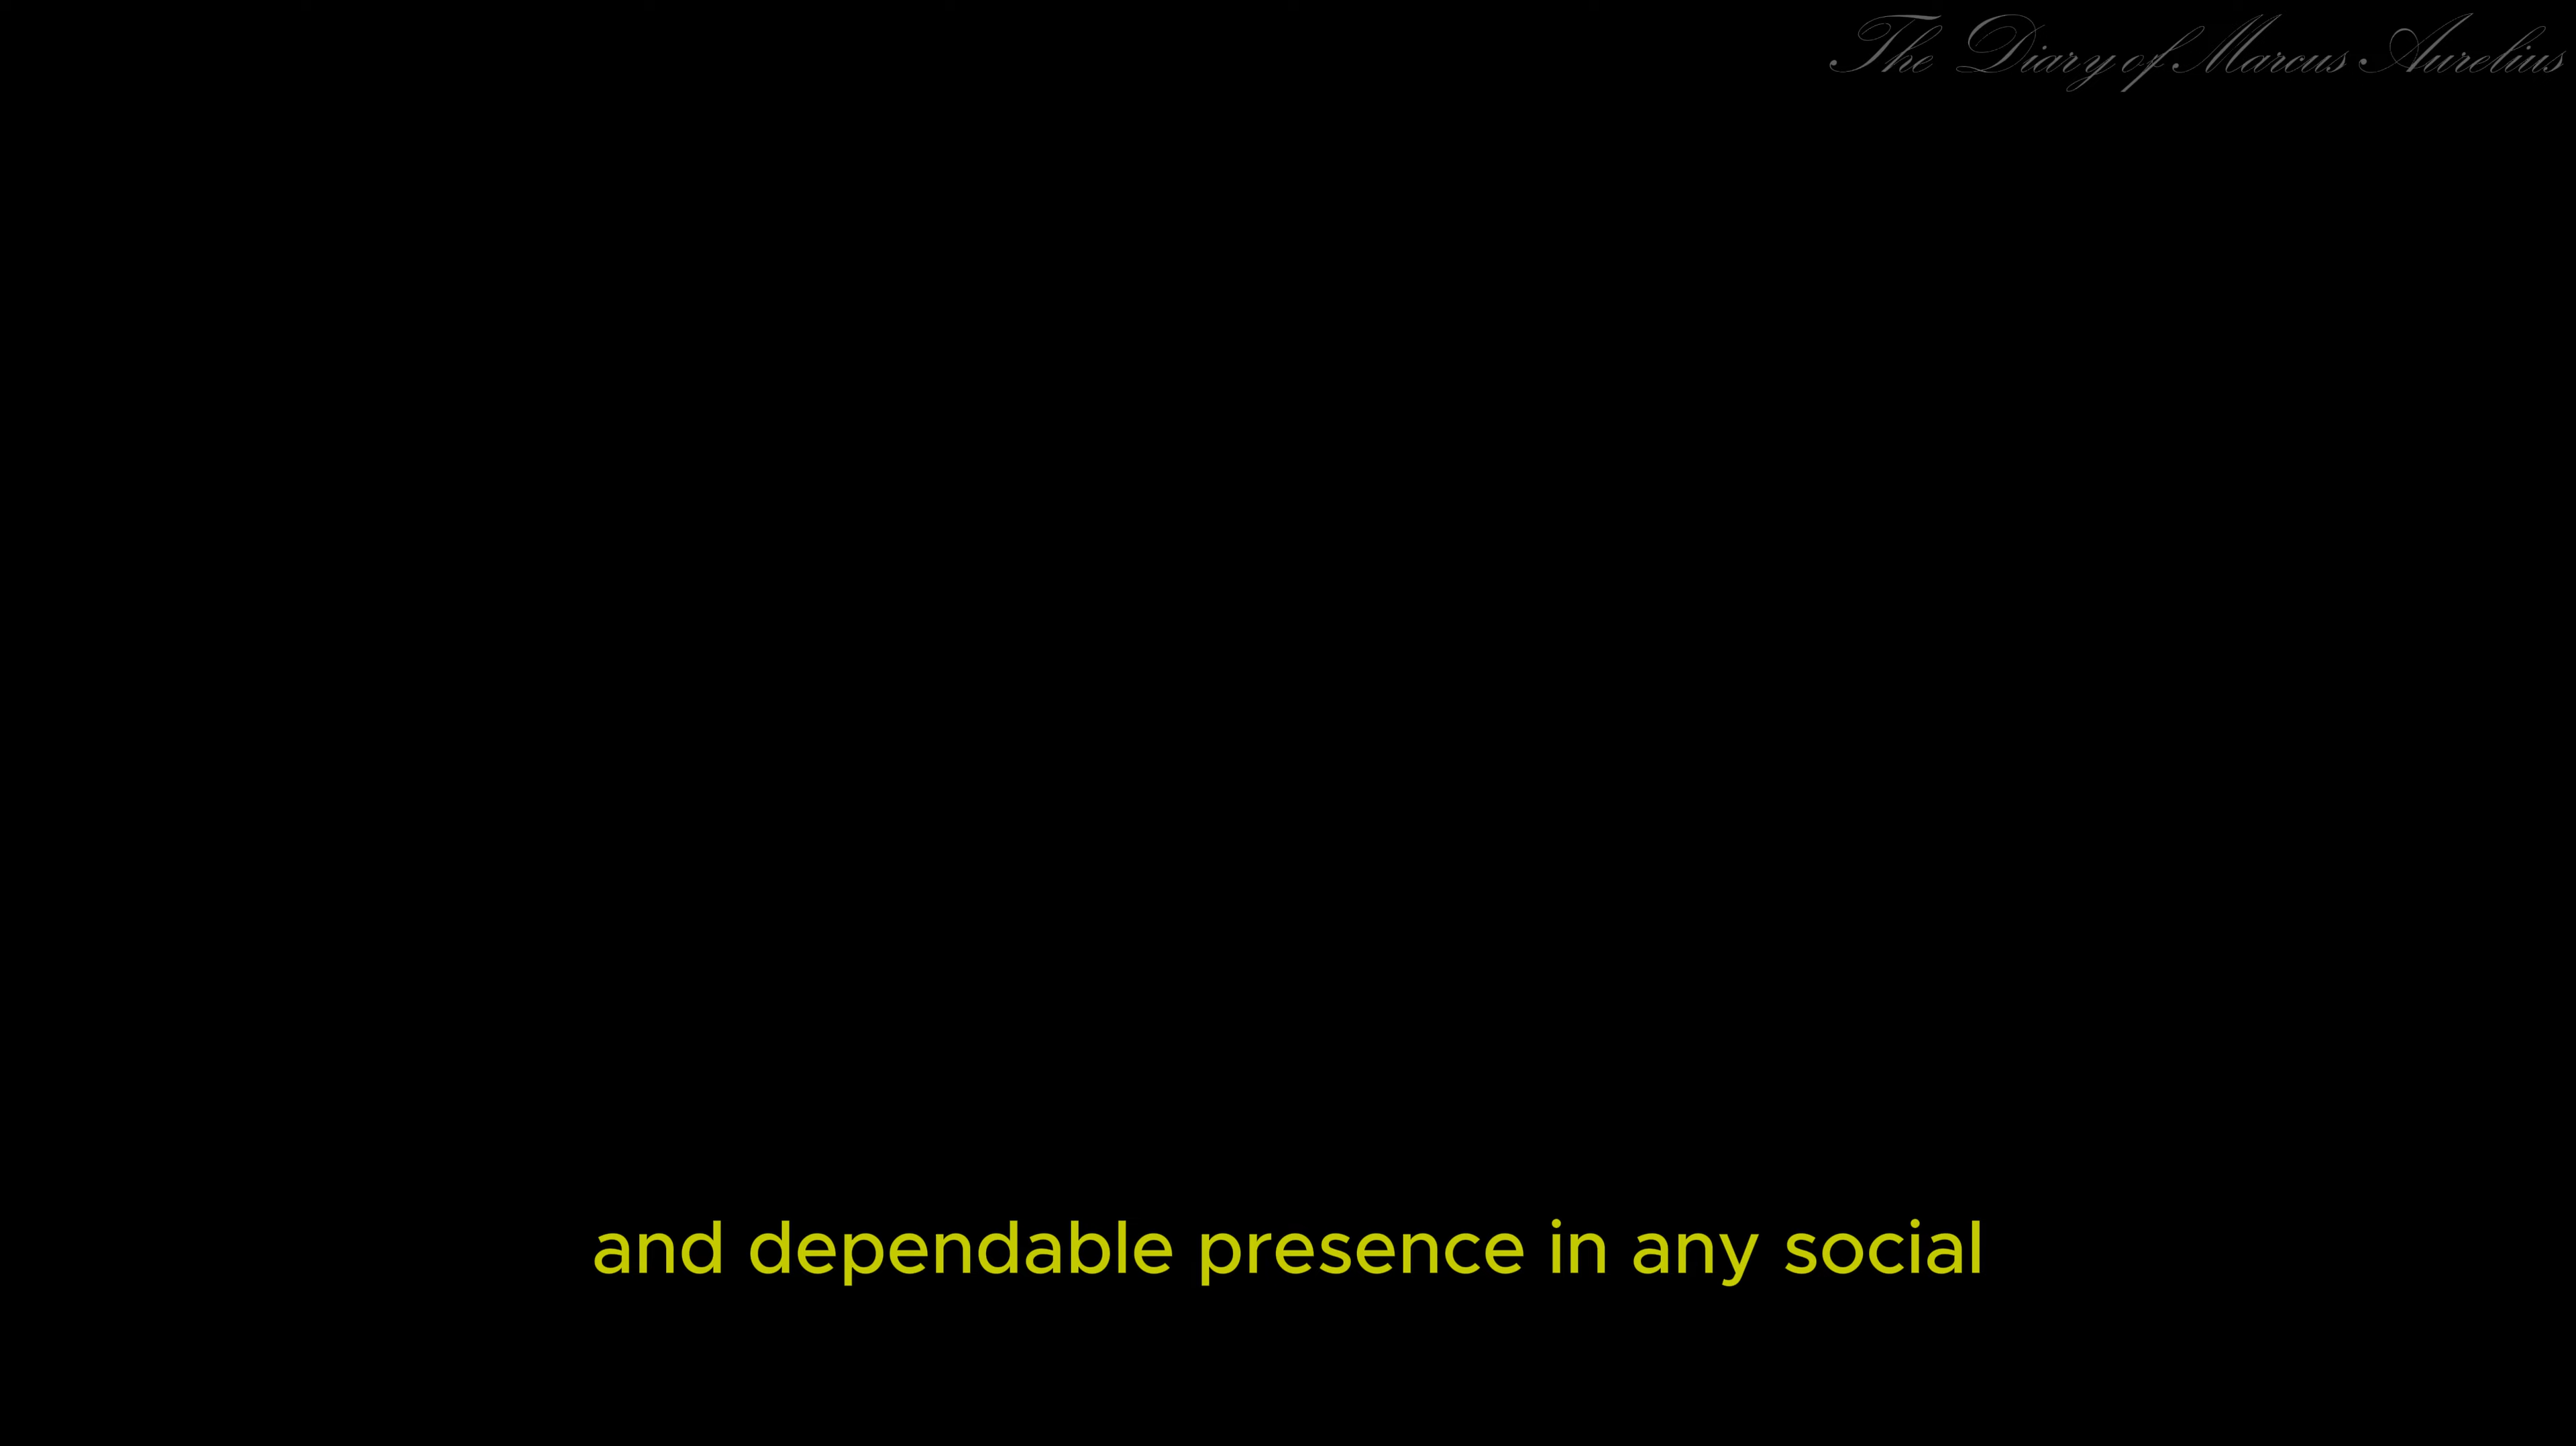 The Diary of Marcus Aurelius
and dependable presence in any social